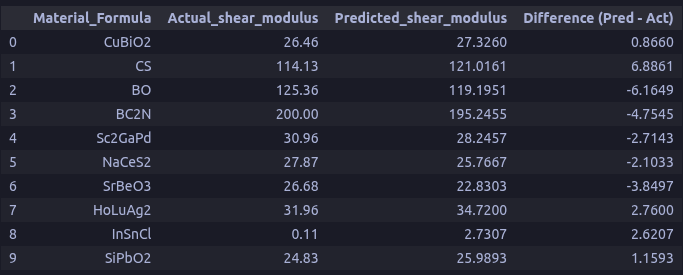 Material_Formula Actual_shear_modulus Predicted_shear_modulus Difference (Pred - Act)
0 CuBiO2 26.46 27.3260 0.8660
1 CS 114.13 121.0161 6.8861
2 BO 125.36 119.1951 -6.1649
3 BC2N 200.00 195.2455 -4.7545
4 Sc2GaPd 30.96 28.2457 -2.7143
5 NaCeS2 27.87 25.7667 -2.1033
6 SrBeO3 26.68 22.8303 -3.8497
7 HoLuAg2 31.96 34.7200 2.7600
8 InSnCl 0.11 2.7307 2.6207
9 SiPbO2 24.83 25.9893 1.1593